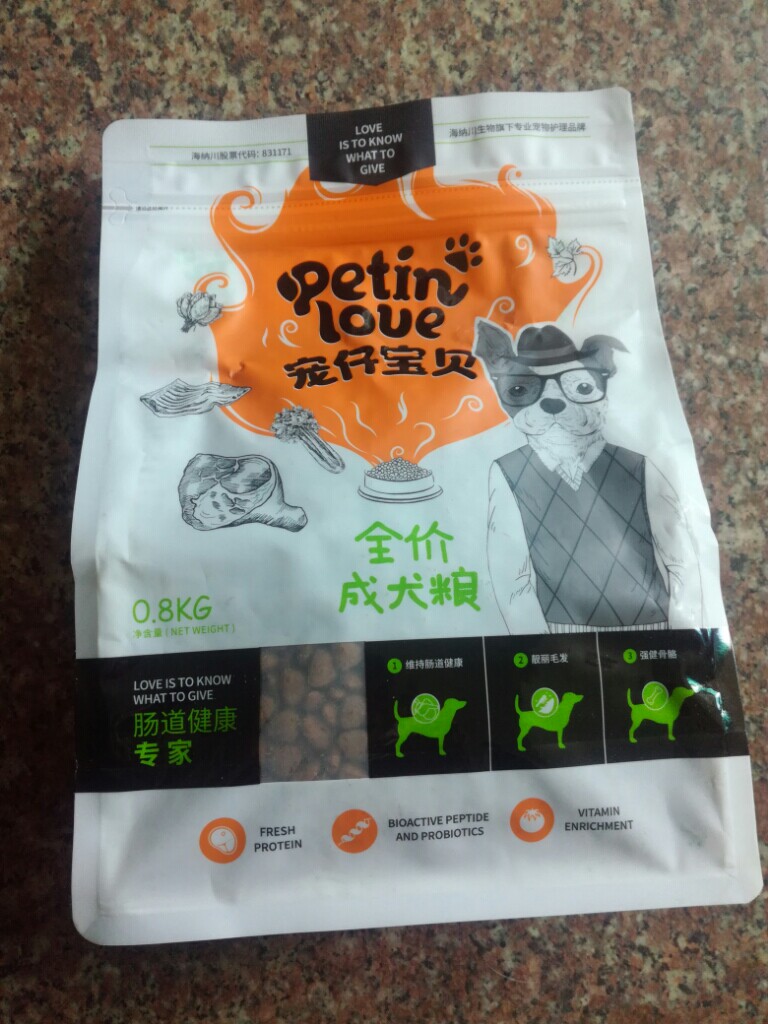 海纳川股票代码：831171
LOVE
IS TO KNOW
WHAT TO
GIVE
海纳川生物旗下专业宠物护理品牌
Petin
love
宠仔宝贝
全价
成犬粮
0.8KG
净含量(NET WEIGHT)
LOVE IS TO KNOW
WHAT TO GIVE
肠道健康
专家
1 维持肠道健康
2 靓丽毛发
3 强健骨骼
FRESH
PROTEIN
BIOACTIVE PEPTIDE
AND PROBIOTICS
VITAMIN
ENRICHMENT